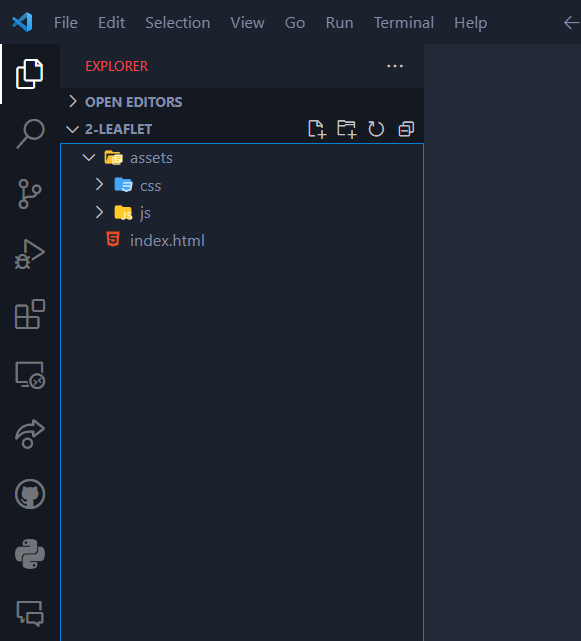 File Edit Selection View Go Run Terminal Help
EXPLORER
OPEN EDITORS
2-LEAFLET
assets
css
js
index.html